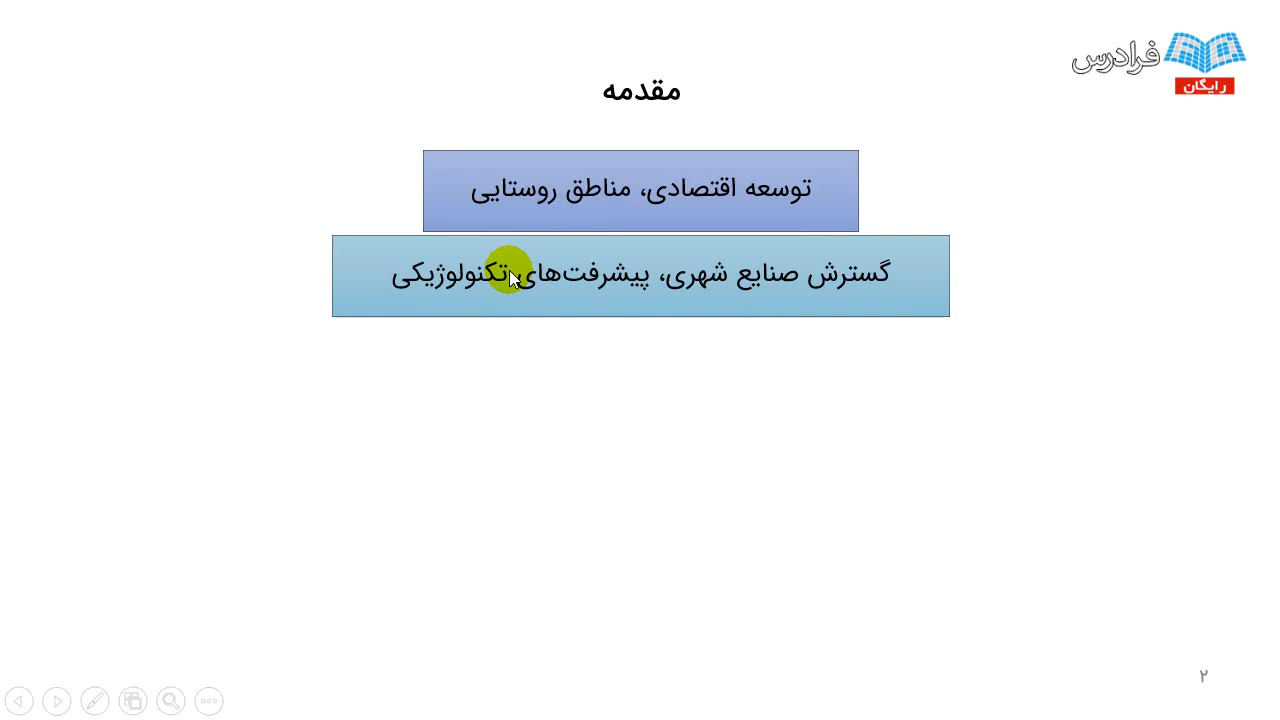 فرادرس
رایگان
مقدمه
توسعه اقتصادی، مناطق روستایی
گسترش صنایع شهری، پیشرفت‌های تکنولوژیکی
۲